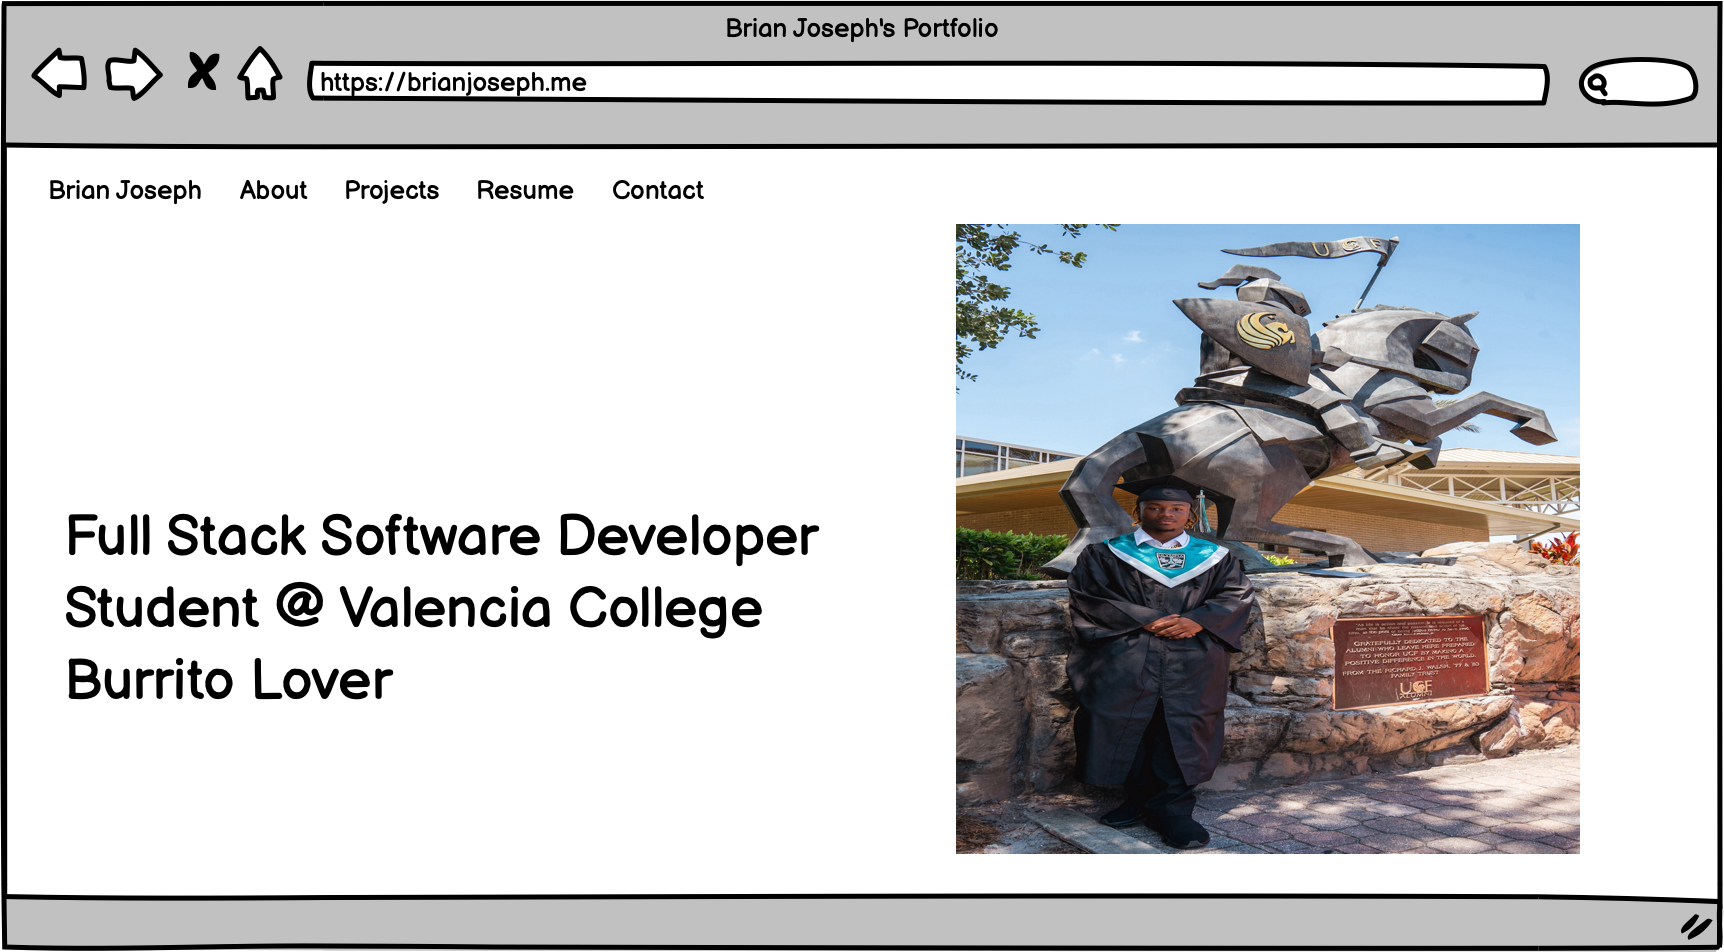 Brian Joseph's Portfolio
https://brianjoseph.me
Brian Joseph About Projects Resume Contact
Full Stack Software Developer
Student @ Valencia College
Burrito Lover
UCF
GRATEFULLY DEDICATED TO THE
ALUMNI WHO LEAVE HERE PREPARED
TO HONOR UCF BY MAKING A
POSITIVE DIFFERENCE IN THE WORLD.
FROM THE RICHARD J. WALSH, '77 & '83
FAMILY TRUST.
UCF
ALUMNI